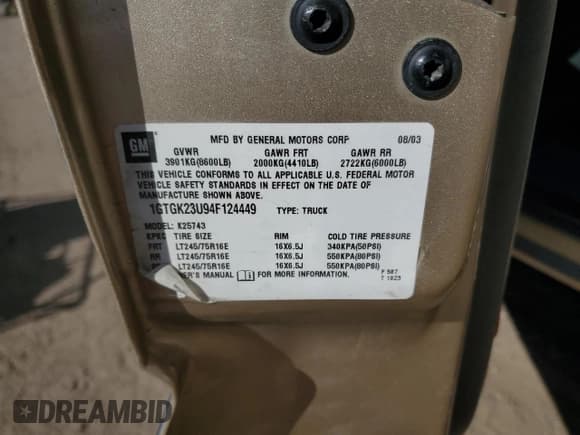 GM
MFD BY GENERAL MOTORS CORP 08/03
GVWR GAWR FRT GAWR RR
3901KG(8600LB) 2000KG(4410LB) 2722KG(6000LB)
THIS VEHICLE CONFORMS TO ALL APPLICABLE U.S. FEDERAL MOTOR
VEHICLE SAFETY STANDARDS IN EFFECT ON THE DATE OF
MANUFACTURE SHOWN ABOVE.
1GTGK23U94F124449 TYPE: TRUCK
MODEL: K25743
TIRE SIZE RIM COLD TIRE PRESSURE
FRT LT245/75R16E 16X6.5J 340KPA(50PSI)
RR LT245/75R16E 16X6.5J 550KPA(80PSI)
LT245/75R16E 16X6.5J 550KPA(80PSI)
MANUAL FOR MORE INFORMATION.
F 587
T 1623
DREAMBID